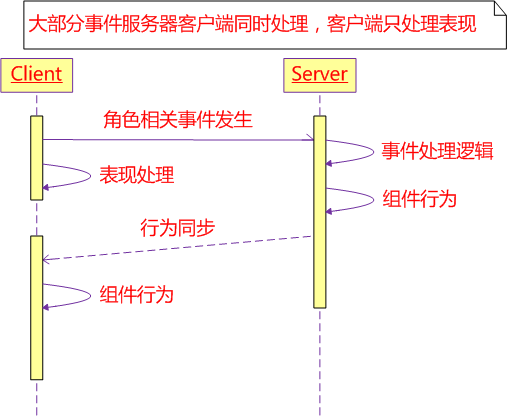 大部分事件服务器客户端同时处理，客户端只处理表现
Client
Server
角色相关事件发生
事件处理逻辑
表现处理
组件行为
行为同步
组件行为